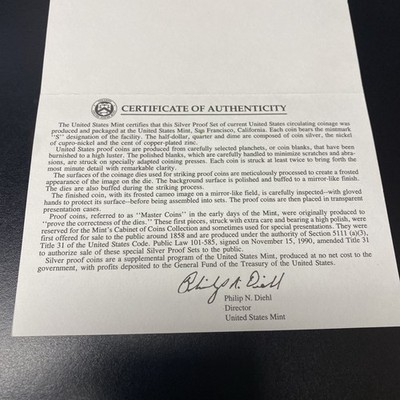 CERTIFICATE OF AUTHENTICITY
The United States Mint certifies that this Silver Proof Set of current United States circulating coinage was
produced and packaged at the United States Mint, San Francisco, California. Each coin bears the mintmark
"S" designation of the facility. The half-dollar, quarter and dime are composed of coin silver, the nickel
of cupro-nickel and the cent of copper-plated zinc.
United States proof coins are produced from carefully selected planchets, or coin blanks, that have been
burnished to a high luster. The polished blanks, which are carefully handled to minimize scratches and abra-
sions, are struck on specially adapted coining presses. Each coin is struck at least twice to bring forth the
most minute detail with remarkable clarity.
The surfaces of the coinage dies used for striking proof coins are meticulously processed to create a frosted
appearance of the image on the die. The background surface is polished and buffed to a mirror-like finish.
The dies are also buffed during the striking process.
The finished coin, with its frosted cameo image on a mirror-like field, is carefully inspected--with gloved
hands to protect its surface--before being assembled into sets. The proof coins are then placed in transparent
presentation cases.
Proof coins, referred to as "Master Coins" in the early days of the Mint, were originally produced to
"prove the correctness of the dies." These first pieces, struck with extra care and bearing a high polish, were
reserved for the Mint's Cabinet of Coins Collection and sometimes used for special presentations. They were
first offered for sale to the public around 1858 and are produced under the authority of Section 5111 (a)(3),
Title 31 of the United States Code. Public Law 101-585, signed on November 15, 1990, amended Title 31
to authorize sale of these special Silver Proof Sets to the public.
Silver proof coins are a supplemental program of the United States Mint, produced at no net cost to the
government, with profits deposited to the General Fund of the Treasury of the United States.
Philip N. Diehl
Philip N. Diehl
Director
United States Mint